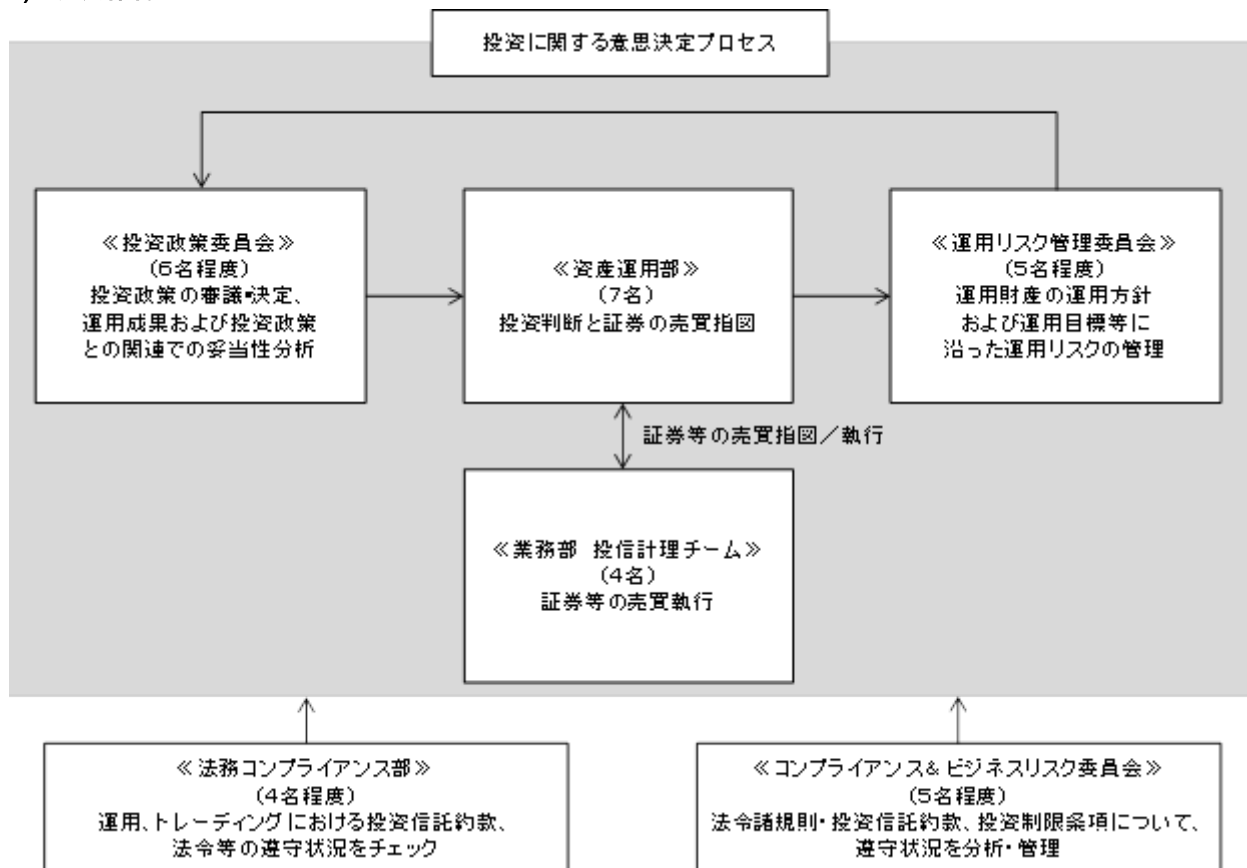 投資に関する意思決定プロセス
≪投資政策委員会≫
(6名程度)
投資政策の審議・決定、
運用成果および投資政策
との関連での妥当性分析
≪資産運用部≫
(7名)
投資判断と証券の売買指図
≪運用リスク管理委員会≫
(5名程度)
運用財産の運用方針
および運用目標等に
沿った運用リスクの管理
証券等の売買指図／執行
≪業務部 投信計理チーム≫
(4名)
証券等の売買執行
≪法務コンプライアンス部≫
(4名程度)
運用、トレーディングにおける投資信託約款、
法令等の遵守状況をチェック
≪コンプライアンス&ビジネスリスク委員会≫
(5名程度)
法令諸規則・投資信託約款、投資制限条項について、
遵守状況を分析・管理